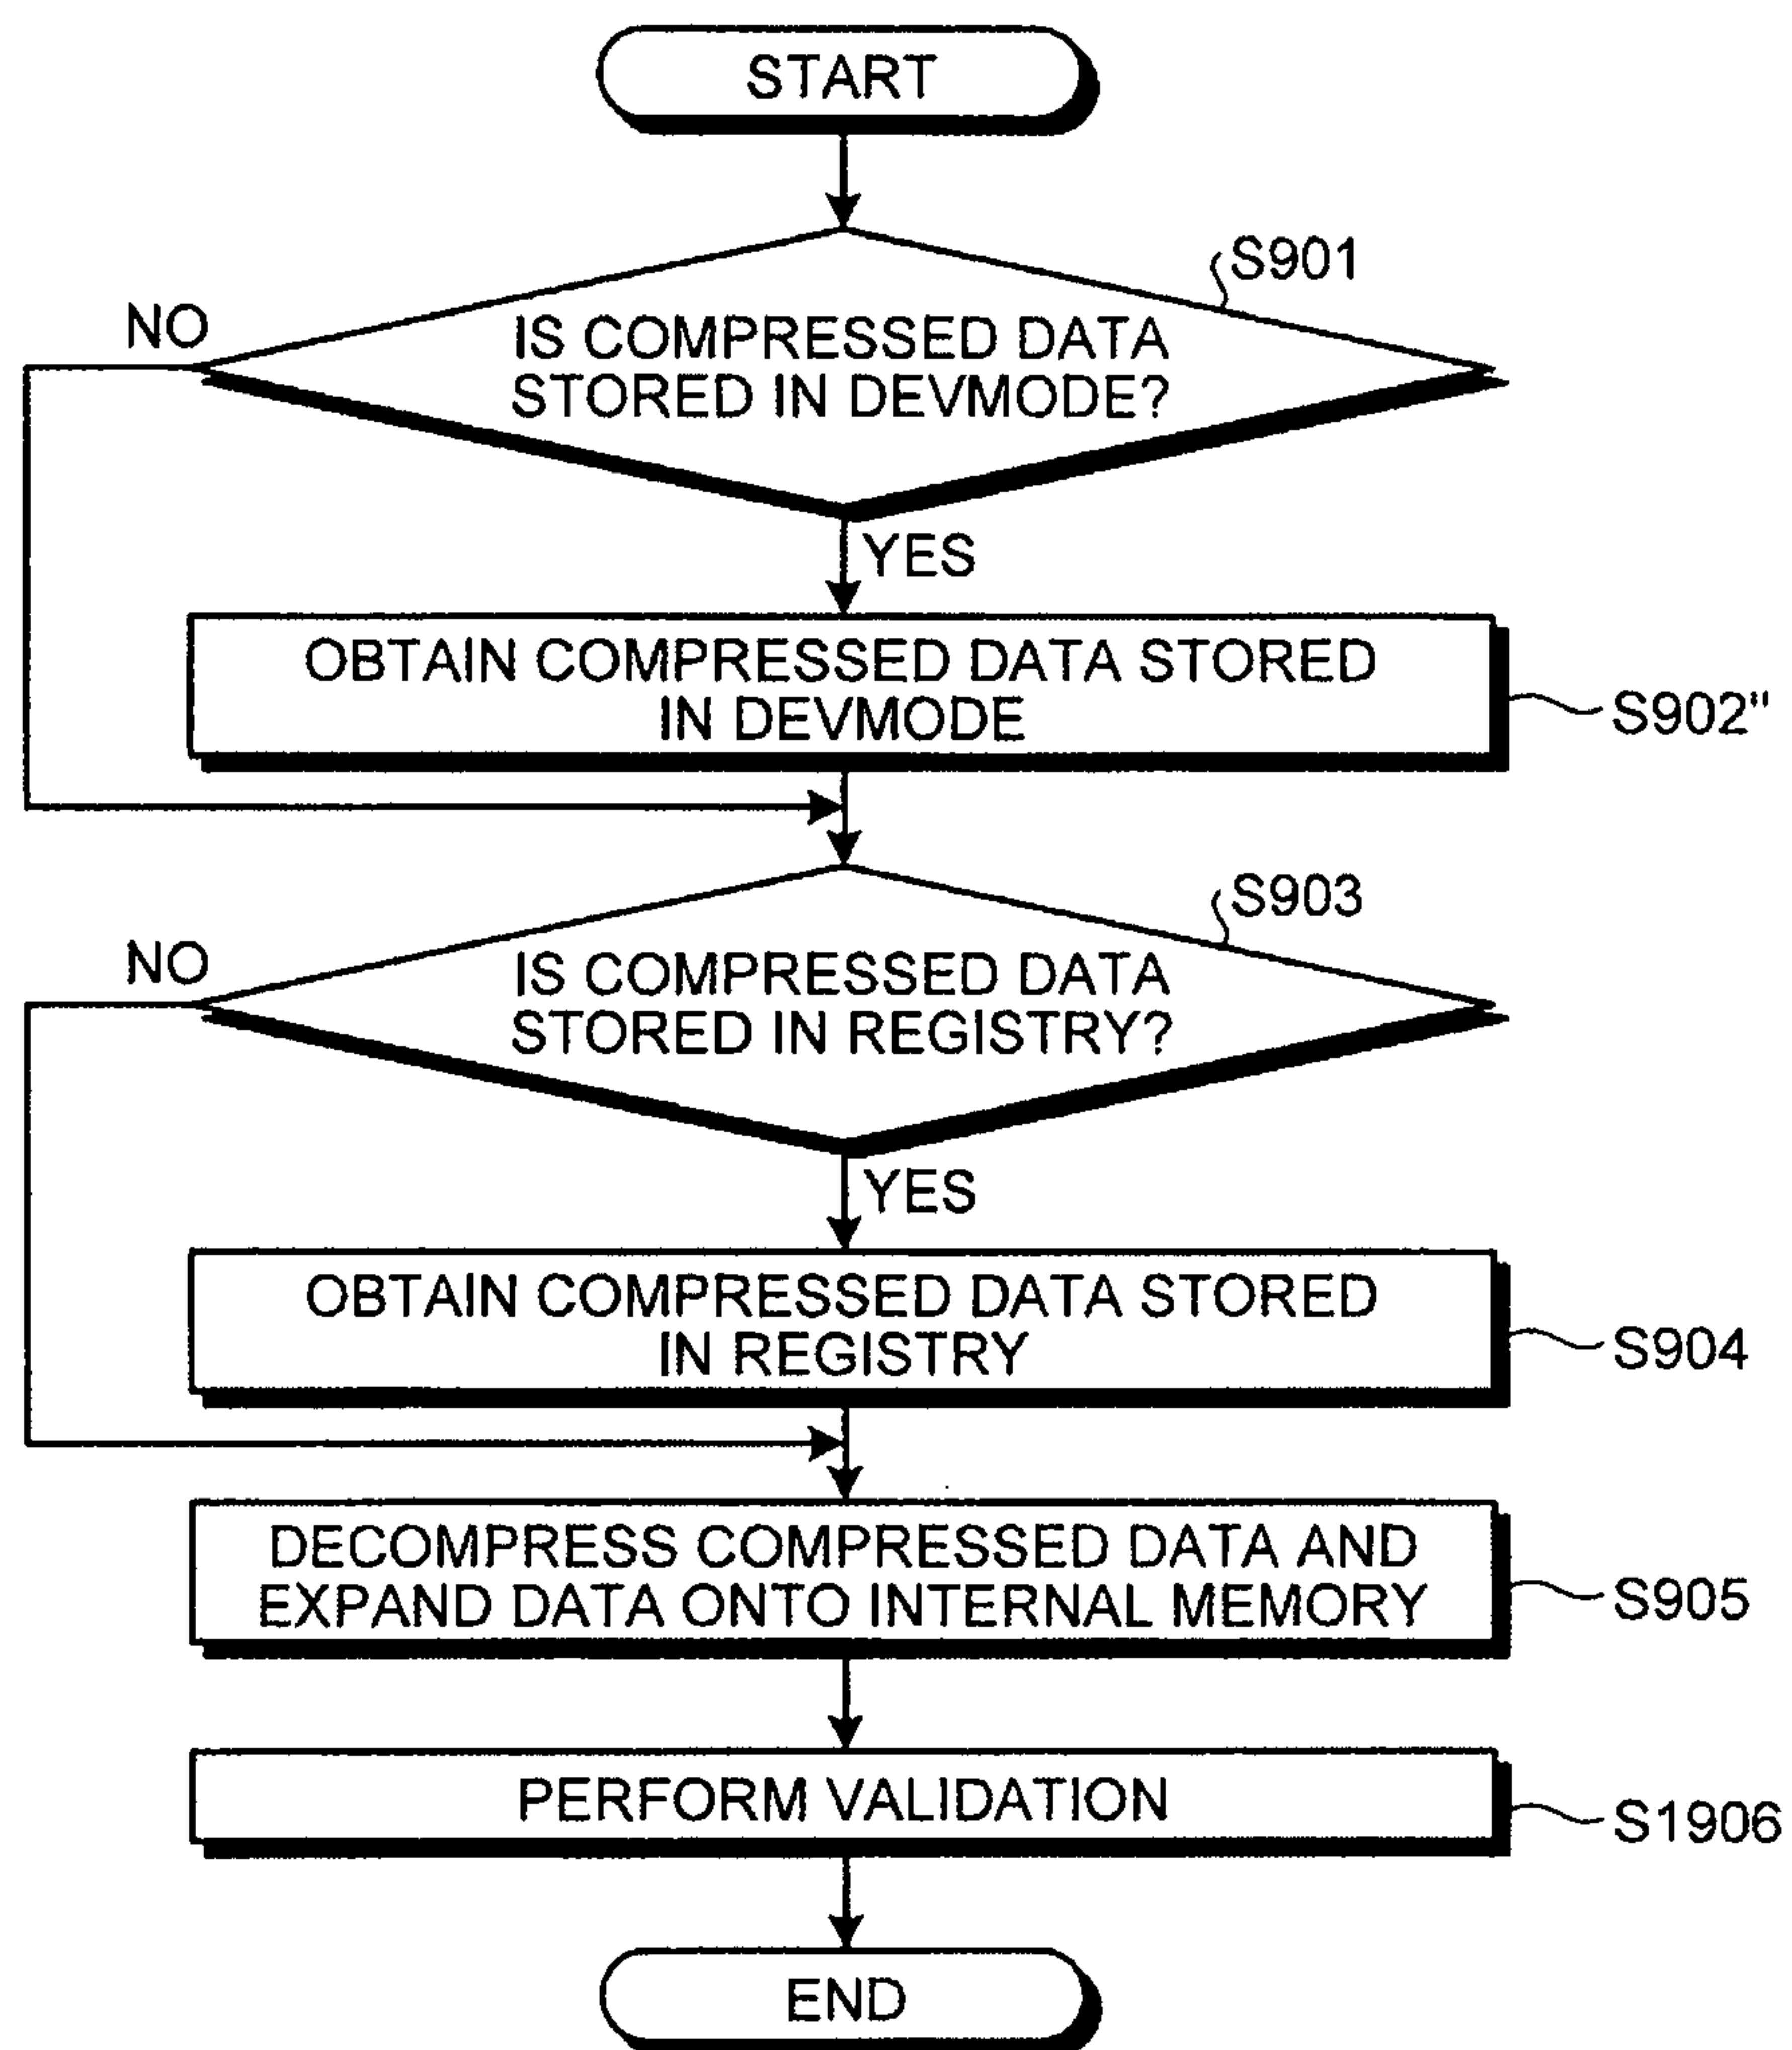 START
S901
NO
IS COMPRESSED DATA
STORED IN DEVMODE?
YES
OBTAIN COMPRESSED DATA STORED
IN DEVMODE
S902"
S903
NO
IS COMPRESSED DATA
STORED IN REGISTRY?
YES
OBTAIN COMPRESSED DATA STORED
IN REGISTRY
S904
DECOMPRESS COMPRESSED DATA AND
EXPAND DATA ONTO INTERNAL MEMORY
S905
PERFORM VALIDATION
S1906
END